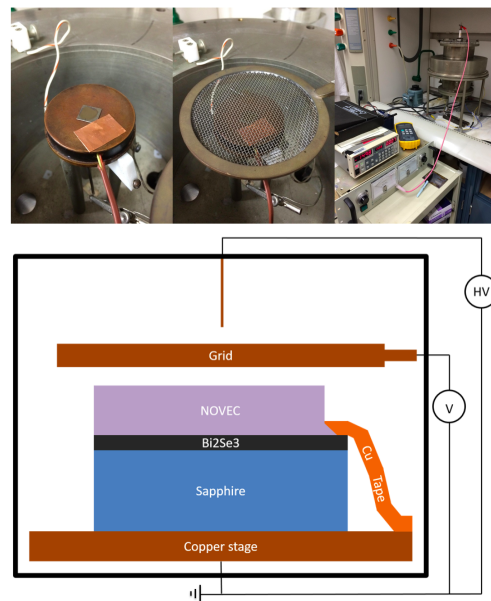 HV
Grid
V
NOVEC
Bi2Se3
Cu
Tape
Sapphire
Copper stage